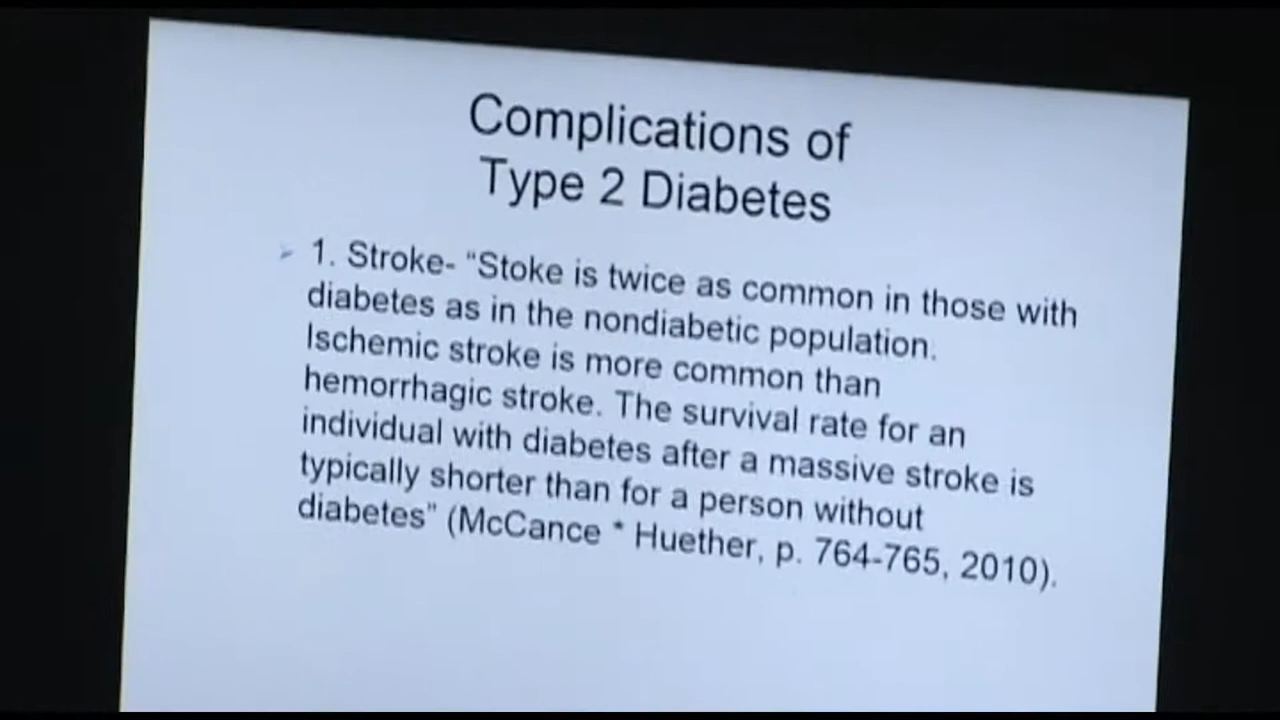 Complications of
Type 2 Diabetes
1. Stroke- “Stoke is twice as common in those with
diabetes as in the nondiabetic population.
Ischemic stroke is more common than
hemorrhagic stroke. The survival rate for an
individual with diabetes after a massive stroke is
typically shorter than for a person without
diabetes” (McCance * Huether, p. 764-765, 2010).